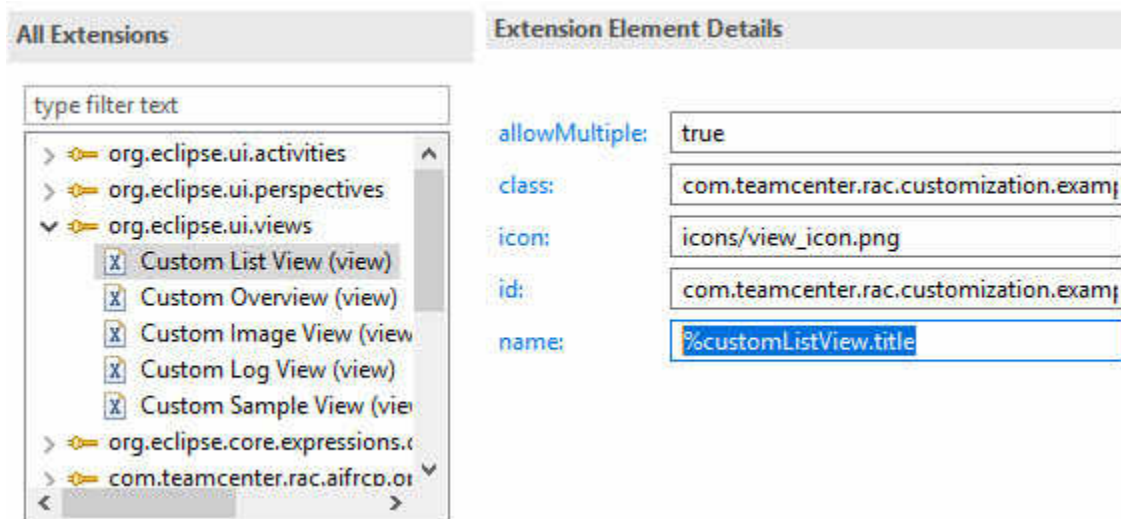 All Extensions
type filter text
org.eclipse.ui.activities
org.eclipse.ui.perspectives
org.eclipse.ui.views
Custom List View (view)
Custom Overview (view)
Custom Image View (view
Custom Log View (view)
Custom Sample View (vie
org.eclipse.core.expressions.
com.teamcenter.rac.aifrcp.
Extension Element Details
allowMultiple: true
class: com.teamcenter.rac.customization.examp
icon: icons/view_icon.png
id: com.teamcenter.rac.customization.examp
name: %customListView.title